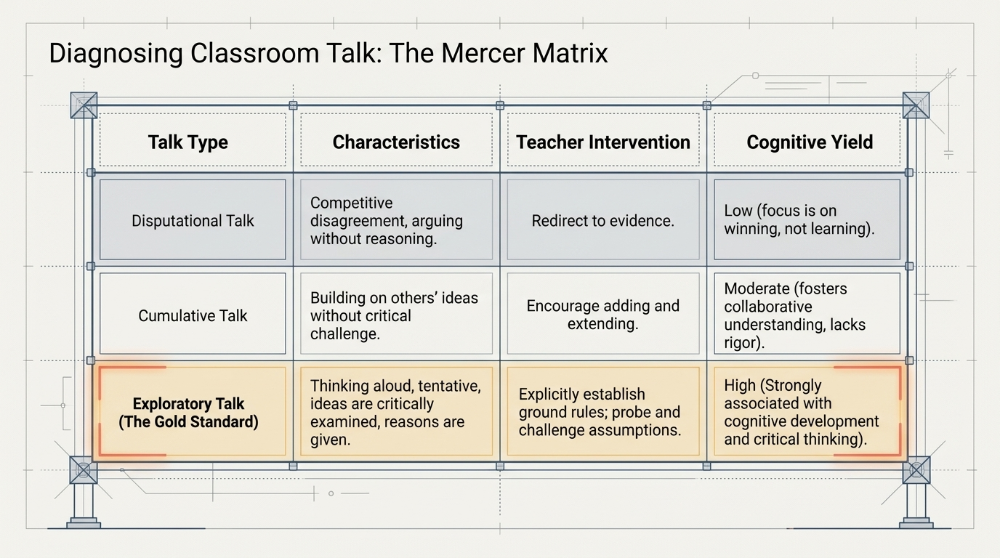 Diagnosing Classroom Talk: The Mercer Matrix
Talk Type
Characteristics
Teacher Intervention
Cognitive Yield
Disputational Talk
Competitive
disagreement, arguing
without reasoning.
Redirect to evidence.
Low (focus is on
winning, not learning).
Cumulative Talk
Building on others’ ideas
without critical
challenge.
Encourage adding and
extending.
Moderate (fosters
collaborative
understanding, lacks
rigor).
Exploratory Talk
(The Gold Standard)
Thinking aloud, tentative,
ideas are critically
examined, reasons are
given.
Explicitly establish
ground rules; probe and
challenge assumptions.
High (Strongly
associated with
cognitive development
and critical thinking).